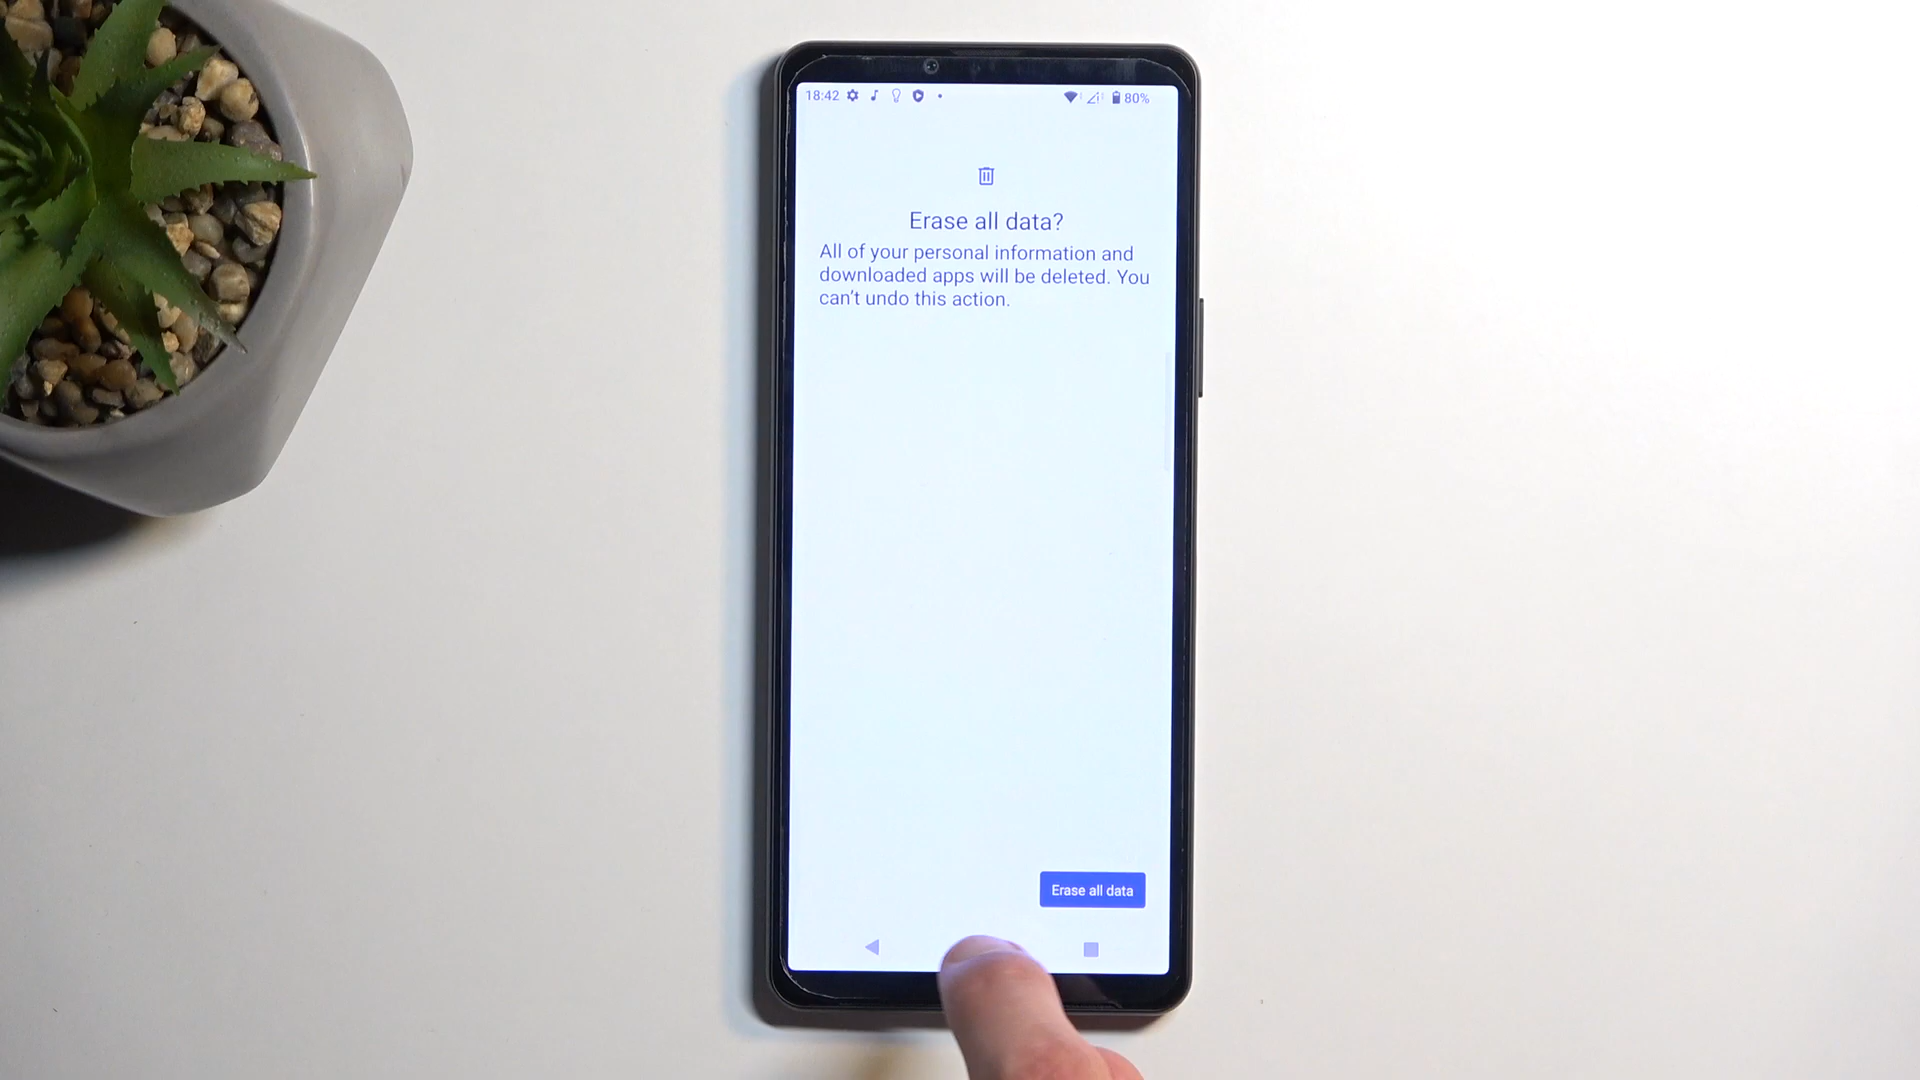 18:42 80%
Erase all data?
All of your personal information and
downloaded apps will be deleted. You
can't undo this action.
Erase all data